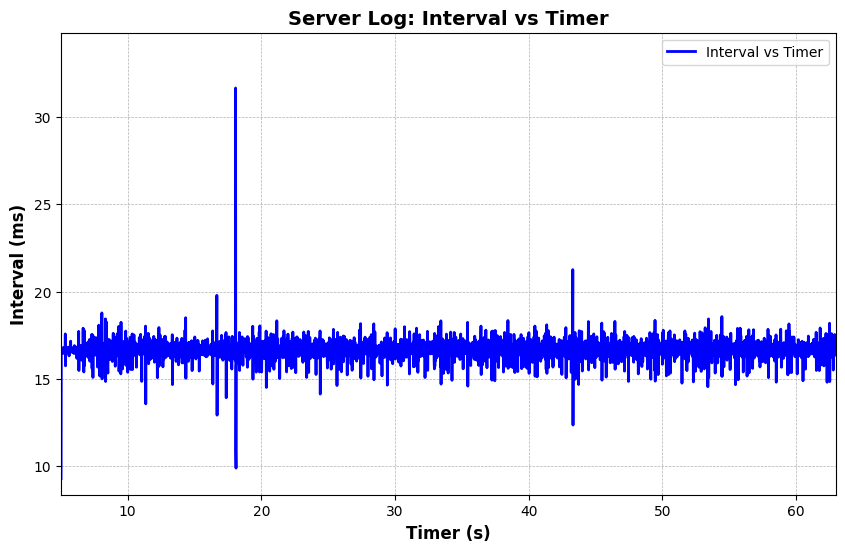 Server Log: Interval vs Timer
Interval vs Timer
30
25
20
15
10
Interval (ms)
10 20 30 40 50 60
Timer (s)